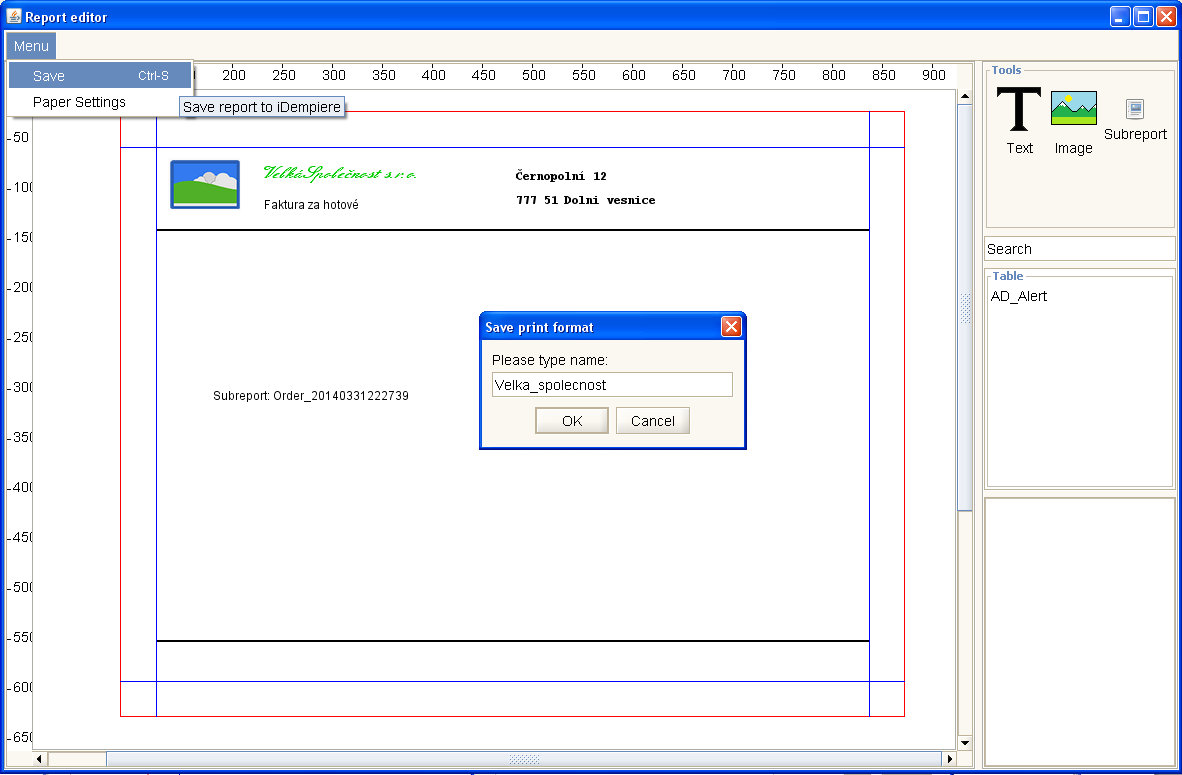 Report editor
Menu
Save Ctrl-S
Paper Settings
Save report to iDempiere
200 250 300 350 400 450 500 550 600 650 700 750 800 850 900
50
100
150
200
250
300
350
400
450
500
550
600
650
VelkáSpolečnost s.r.o.
Faktura za hotové
Černopolní 12
777 51 Dolní vesnice
Subreport: Order_20140331222739
Save print format
Please type name:
Velka_spolecnost
OK Cancel
Tools
Text
Image
Subreport
Search
Table
AD_Alert